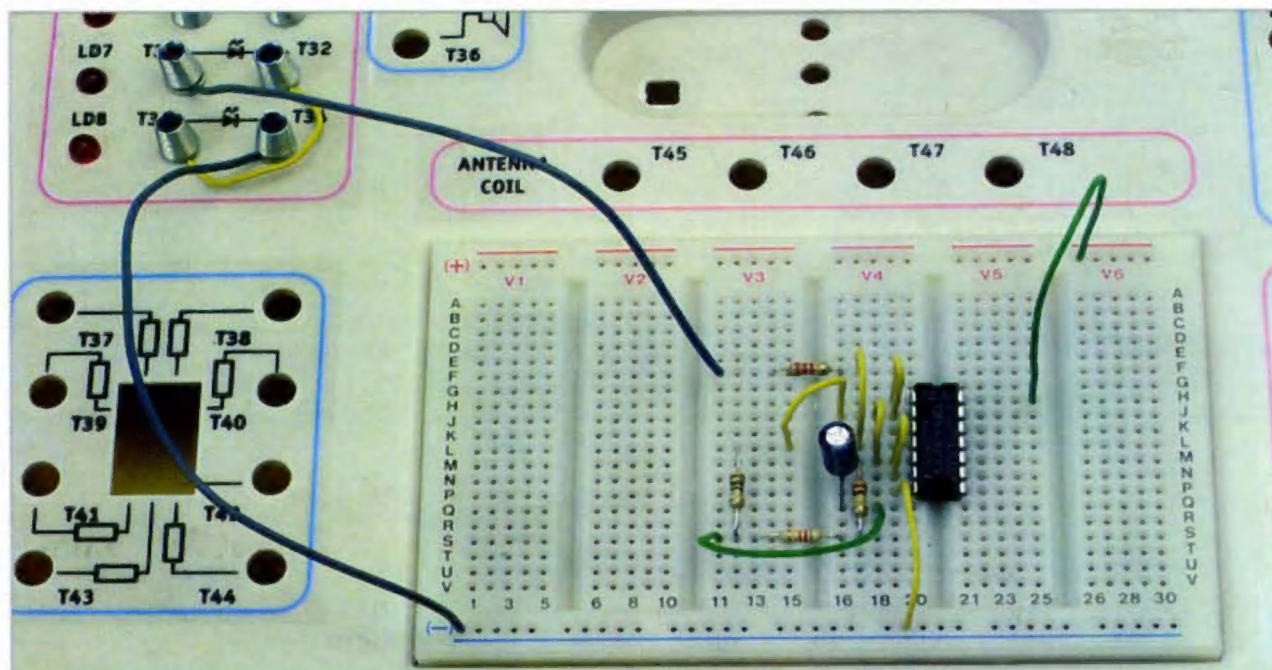 LD7
T32
T36
LD8
T45
T46
T47
T48
COIL
(+)
V1
V2
V3
V4
V5
V6
A
B
C
D
E
F
G
H
J
K
L
M
N
P
Q
R
S
T
U
V
A
B
C
D
E
F
G
H
J
K
L
M
N
P
Q
R
S
T
U
V
T37
T38
T39
T40
T41
T43
T44
1 3 5 6 8 10 11 13 15 16 18 20 21 23 25 26 28 30
(-)